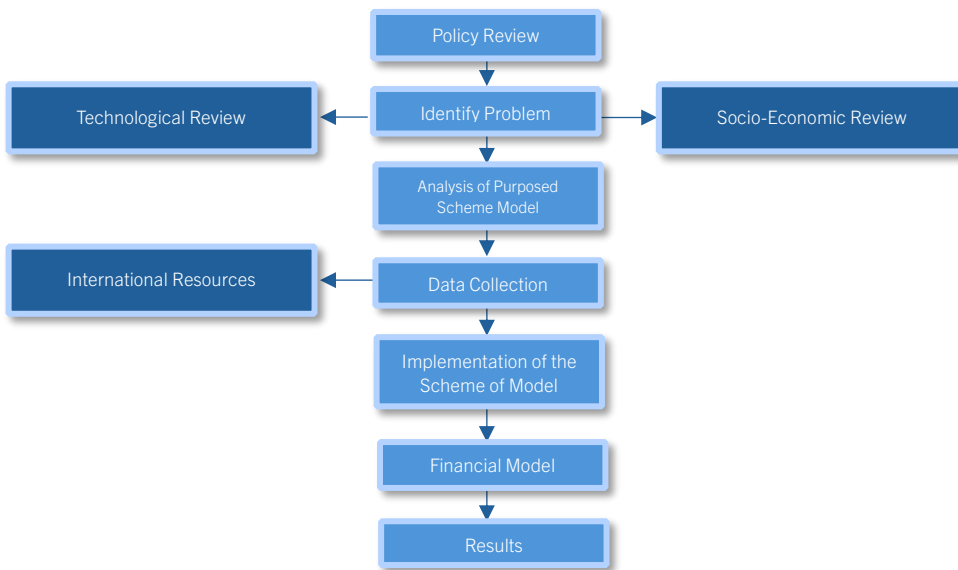 Policy Review
Technological Review
Identify Problem
Socio-Economic Review
Analysis of Purposed
Scheme Model
International Resources
Data Collection
Implementation of the
Scheme of Model
Financial Model
Results